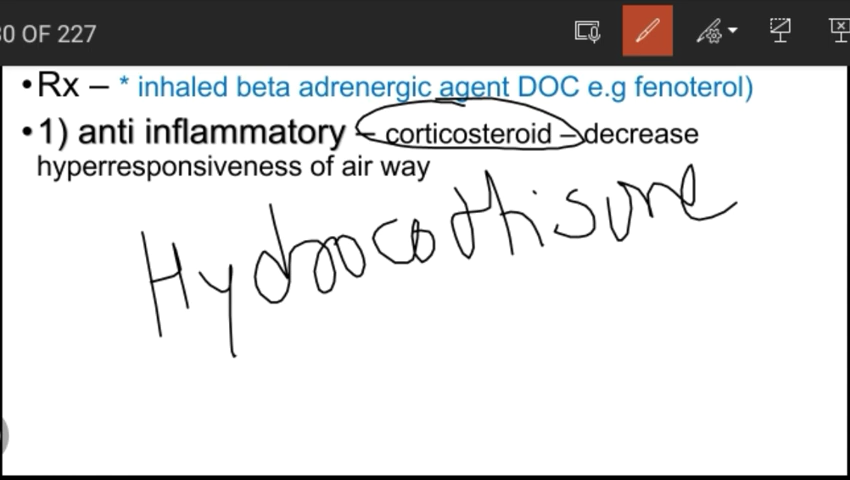 30 OF 227
•Rx – * inhaled beta adrenergic agent DOC e.g fenoterol)
•1) anti inflammatory – corticosteroid – decrease
hyperresponsiveness of air way
Hydrocortisone